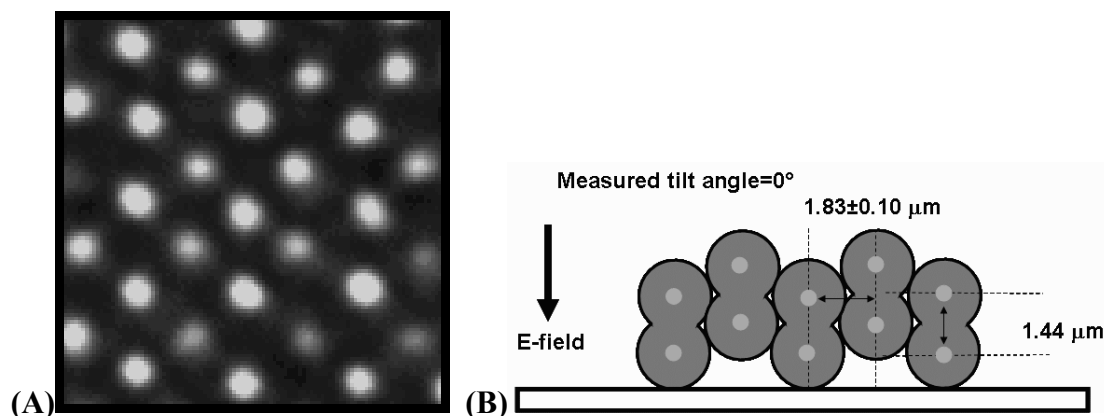 Measured tilt angle=0°
1.83±0.10 µm
E-field
1.44 µm
(A)
(B)